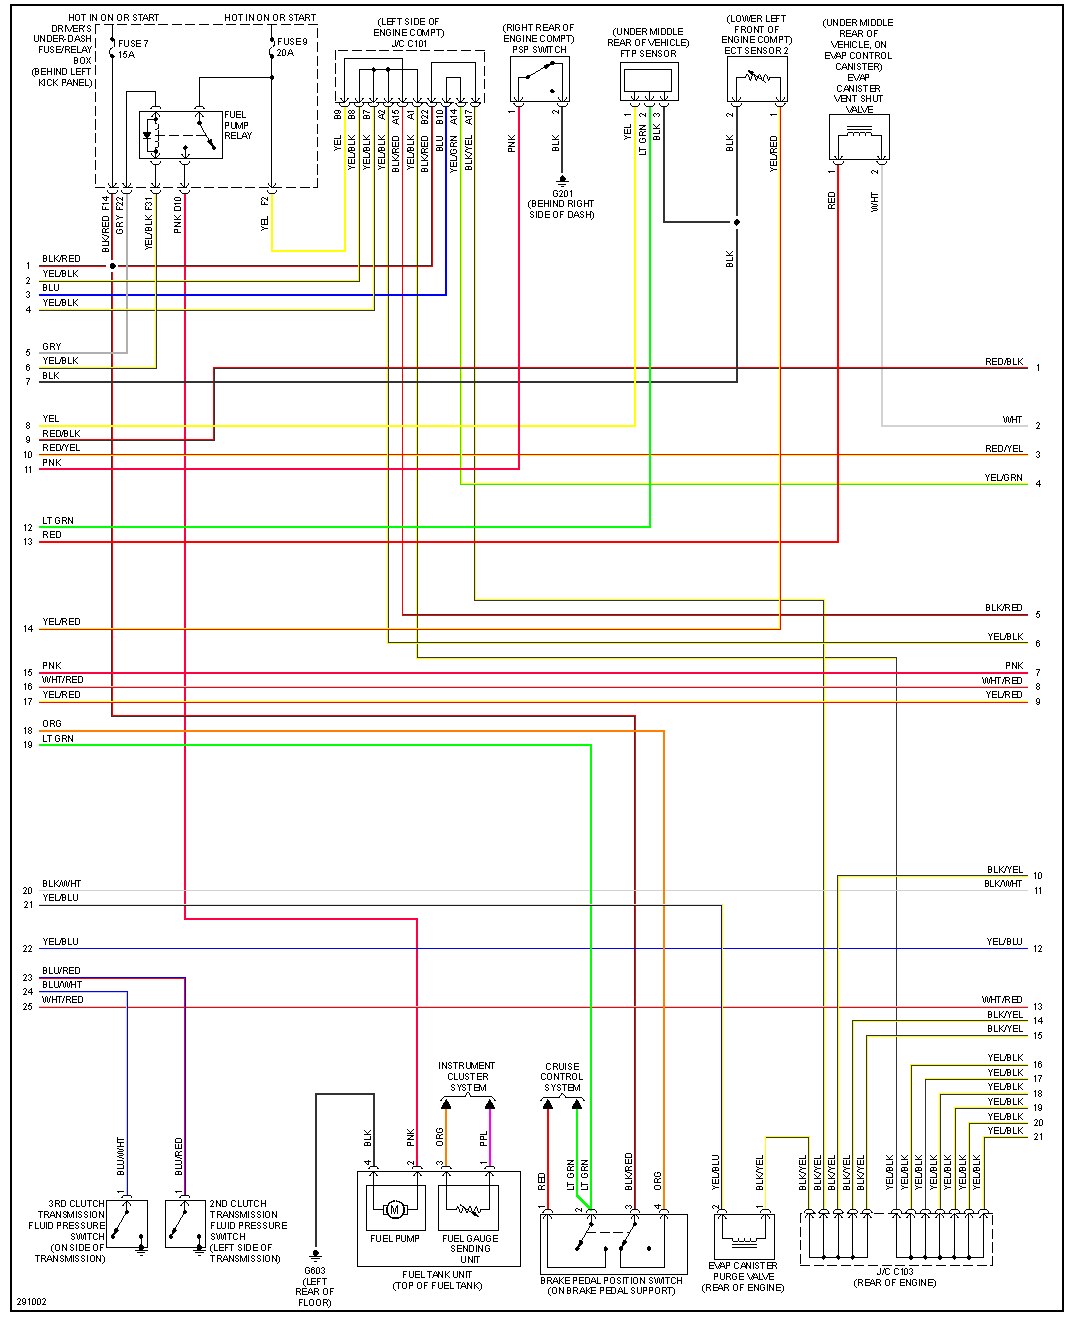 HOT IN ON OR START
HOT IN ON OR START
DRIVER'S
UNDER-DASH
FUSE/RELAY
BOX
(BEHIND LEFT
KICK PANEL)
FUSE 7
15A
FUSE 9
20A
FUEL
PUMP
RELAY
(LEFT SIDE OF
ENGINE COMPT)
J/C C101
(RIGHT REAR OF
ENGINE COMPT)
PSP SWITCH
(UNDER MIDDLE
REAR OF VEHICLE)
FTP SENSOR
(LOWER LEFT
FRONT OF
ENGINE COMPT)
ECT SENSOR 2
(UNDER MIDDLE
REAR OF
VEHICLE, ON
EVAP CONTROL
CANISTER)
EVAP
CANISTER
VENT SHUT
VALVE
BLK/RED F14
GRY F22
YEL/BLK F31
PNK D10
YEL F2
YEL B9
YEL/BLK B8
YEL/BLK B7
YEL/BLK A2
BLK/RED A15
YEL/BLK A1
BLK/RED B22
BLU B10
YEL/GRN A14
BLK/YEL A17
PNK 1
BLK 2
G201
(BEHIND RIGHT
SIDE OF DASH)
YEL 1
LT GRN 2
BLK 3
BLK 2
YEL/RED 1
BLK
RED 1
WHT 2
1 BLK/RED
2 YEL/BLK
3 BLU
4 YEL/BLK
5 GRY
6 YEL/BLK
7 BLK
8 YEL
9 RED/BLK
10 RED/YEL
11 PNK
12 LT GRN
13 RED
14 YEL/RED
15 PNK
16 WHT/RED
17 YEL/RED
18 ORG
19 LT GRN
20 BLK/WHT
21 YEL/BLU
22 YEL/BLU
23 BLU/RED
24 BLU/WHT
25 WHT/RED
RED/BLK 1
WHT 2
RED/YEL 3
YEL/GRN 4
BLK/RED 5
YEL/BLK 6
PNK 7
WHT/RED 8
YEL/RED 9
BLK/YEL 10
BLK/WHT 11
YEL/BLU 12
WHT/RED 13
BLK/YEL 14
BLK/YEL 15
YEL/BLK 16
YEL/BLK 17
YEL/BLK 18
YEL/BLK 19
YEL/BLK 20
YEL/BLK 21
INSTRUMENT
CLUSTER
SYSTEM
CRUISE
CONTROL
SYSTEM
BLU/WHT 1
BLU/RED 1
BLK 4
PNK 2
ORG 3
PPL 1
RED 1
LT GRN
LT GRN 2
BLK/RED 3
ORG 4
YEL/BLU 2
BLK/YEL 1
BLK/YEL
BLK/YEL
BLK/YEL
BLK/YEL
BLK/YEL
YEL/BLK
YEL/BLK
YEL/BLK
YEL/BLK
YEL/BLK
YEL/BLK
YEL/BLK
3RD CLUTCH
TRANSMISSION
FLUID PRESSURE
SWITCH
(ON SIDE OF
TRANSMISSION)
2ND CLUTCH
TRANSMISSION
FLUID PRESSURE
SWITCH
(LEFT SIDE OF
TRANSMISSION)
G603
(LEFT
REAR OF
FLOOR)
M
FUEL PUMP
FUEL GAUGE
SENDING
UNIT
FUEL TANK UNIT
(TOP OF FUEL TANK)
BRAKE PEDAL POSITION SWITCH
(ON BRAKE PEDAL SUPPORT)
EVAP CANISTER
PURGE VALVE
(REAR OF ENGINE)
J/C C103
(REAR OF ENGINE)
291002